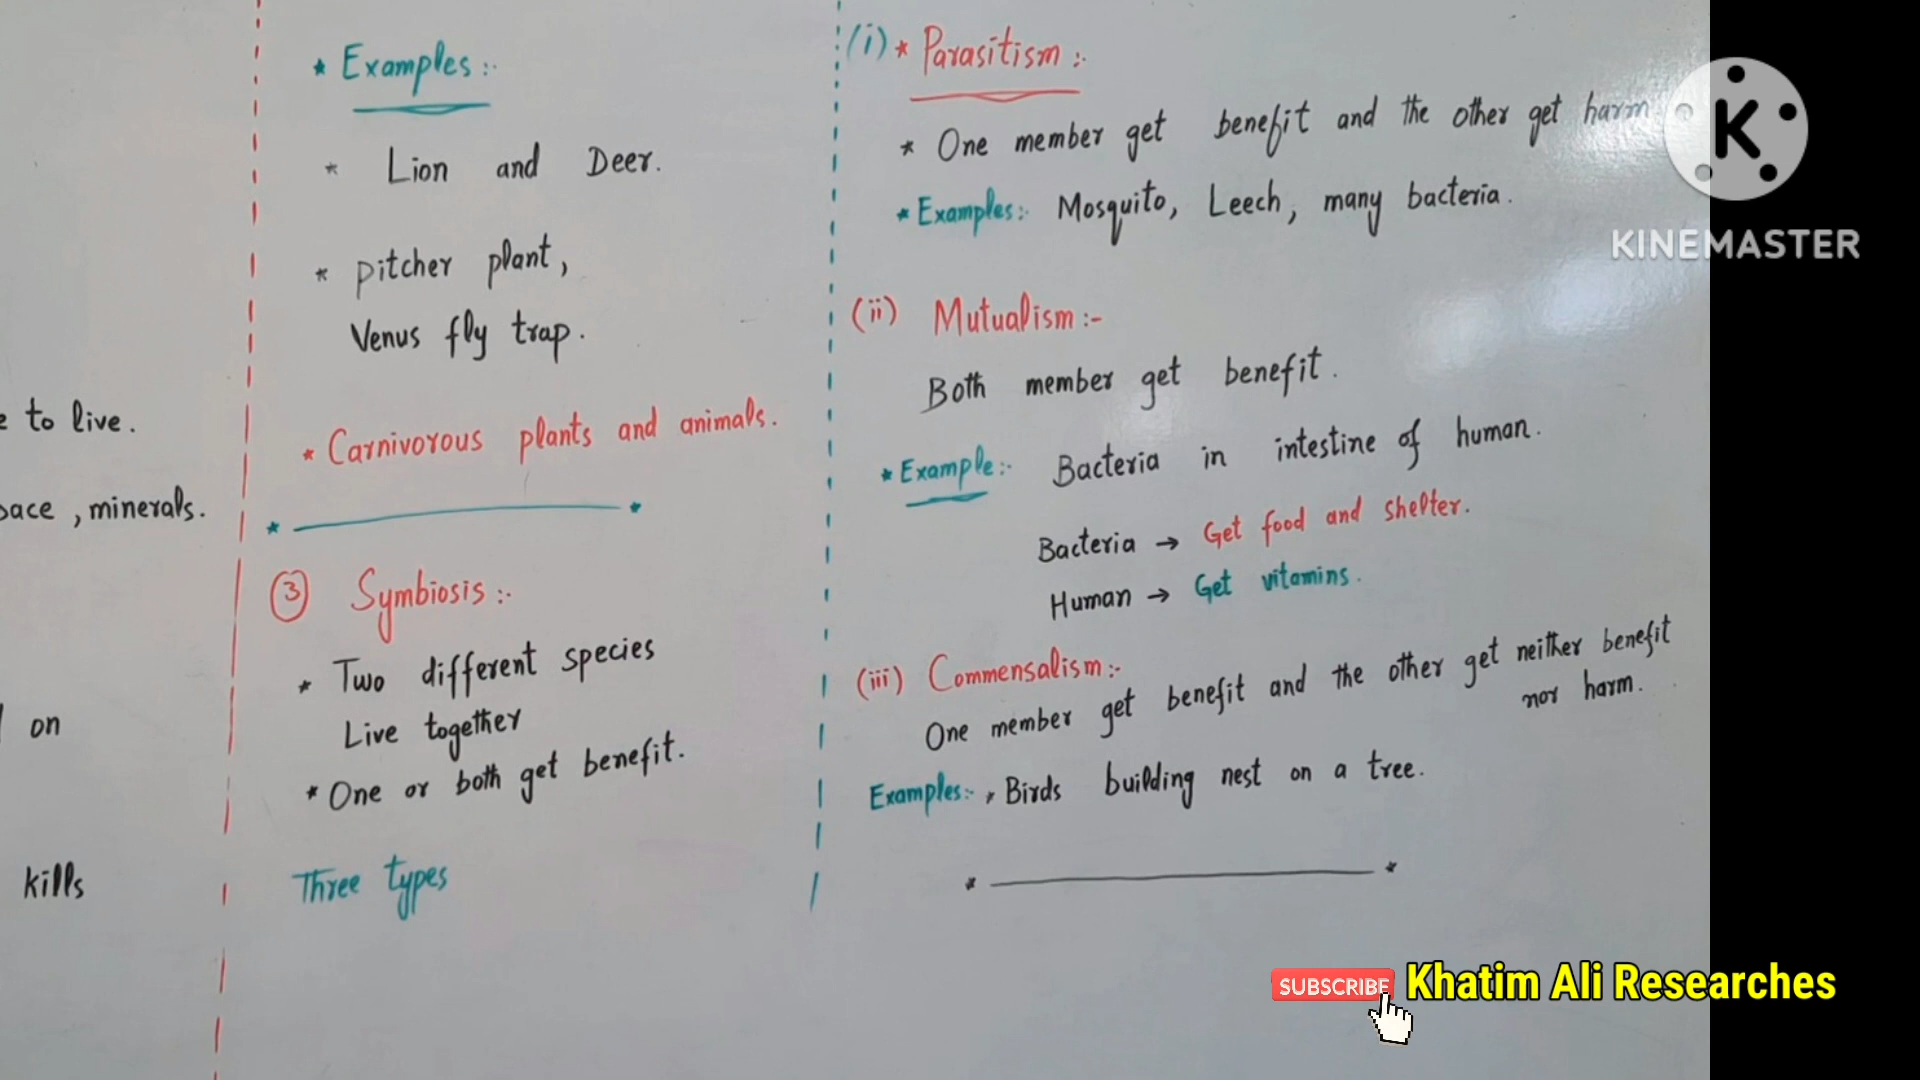 e to live.
pace , minerals.
on
kills
* Examples :-
* Lion and Deer.
* pitcher plant,
Venus fly trap.
* Carnivorous plants and animals.
3 Symbiosis :-
* Two different species
Live together
* One or both get benefit.
Three types
(i) * Parasitism :-
* One member get benefit and the other get harm
* Examples:- Mosquito, Leech, many bacteria.
(ii) Mutualism :-
Both member get benefit.
* Example:- Bacteria in intestine of human.
Bacteria → Get food and shelter.
Human → Get vitamins.
(iii) Commensalism:-
One member get benefit and the other get neither benefit
nor harm.
Examples:- * Birds building nest on a tree.
K
KINEMASTER
SUBSCRIBE Khatim Ali Researches